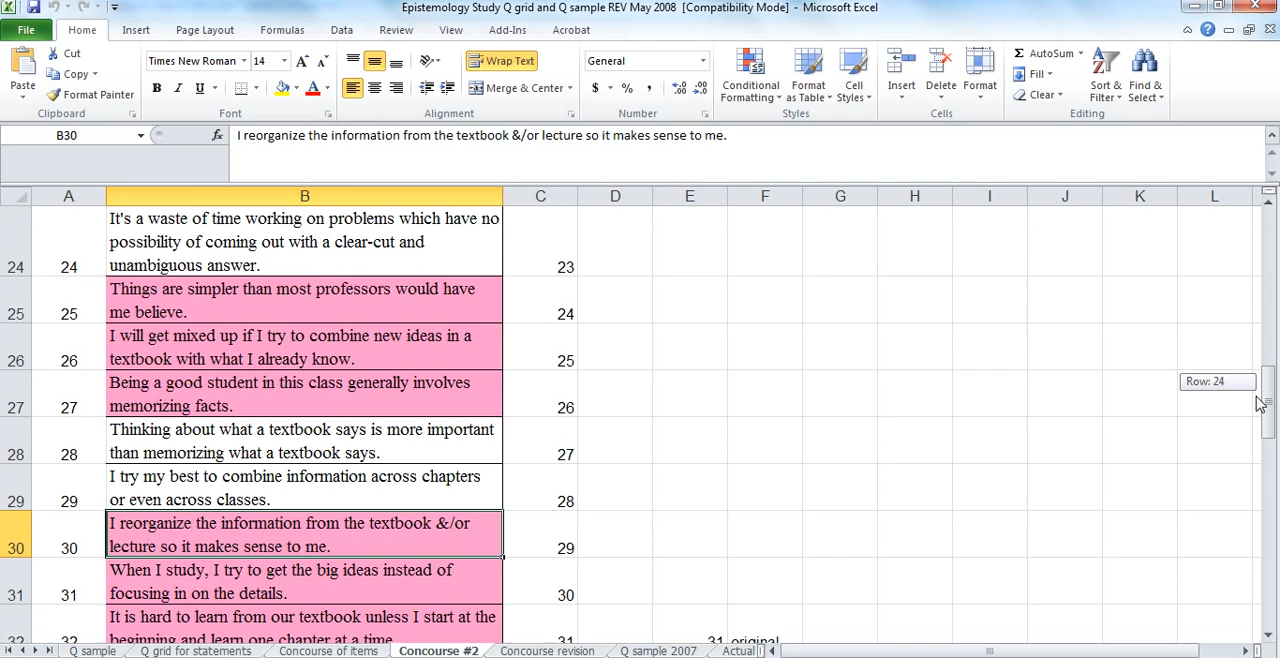 Epistemology Study Q grid and Q sample REV May 2008 [Compatibility Mode] - Microsoft Excel
File Home Insert Page Layout Formulas Data Review View Add-Ins Acrobat
Cut Times New Roman 14 Wrap Text General AutoSum
Copy Fill
Paste Format Painter Merge & Center Conditional Formatting Format as Table Cell Styles Insert Delete Format Clear Sort & Filter Find & Select
Clipboard Font Alignment Number Styles Cells Editing
B30 fx I reorganize the information from the textbook &/or lecture so it makes sense to me.
A B C D E F G H I J K L
It's a waste of time working on problems which have no
possibility of coming out with a clear-cut and
24 24 unambiguous answer. 23
Things are simpler than most professors would have
25 25 me believe. 24
I will get mixed up if I try to combine new ideas in a
26 26 textbook with what I already know. 25
Being a good student in this class generally involves
Row: 24
27 27 memorizing facts. 26
Thinking about what a textbook says is more important
28 28 than memorizing what a textbook says. 27
I try my best to combine information across chapters
29 29 or even across classes. 28
I reorganize the information from the textbook &/or
30 30 lecture so it makes sense to me. 29
When I study, I try to get the big ideas instead of
31 31 focusing in on the details. 30
It is hard to learn from our textbook unless I start at the
32 32 beginning and learn one chapter at a time. 31 31 original
Q sample Q grid for statements Concourse of items Concourse #2 Concourse revision Q sample 2007 Actual